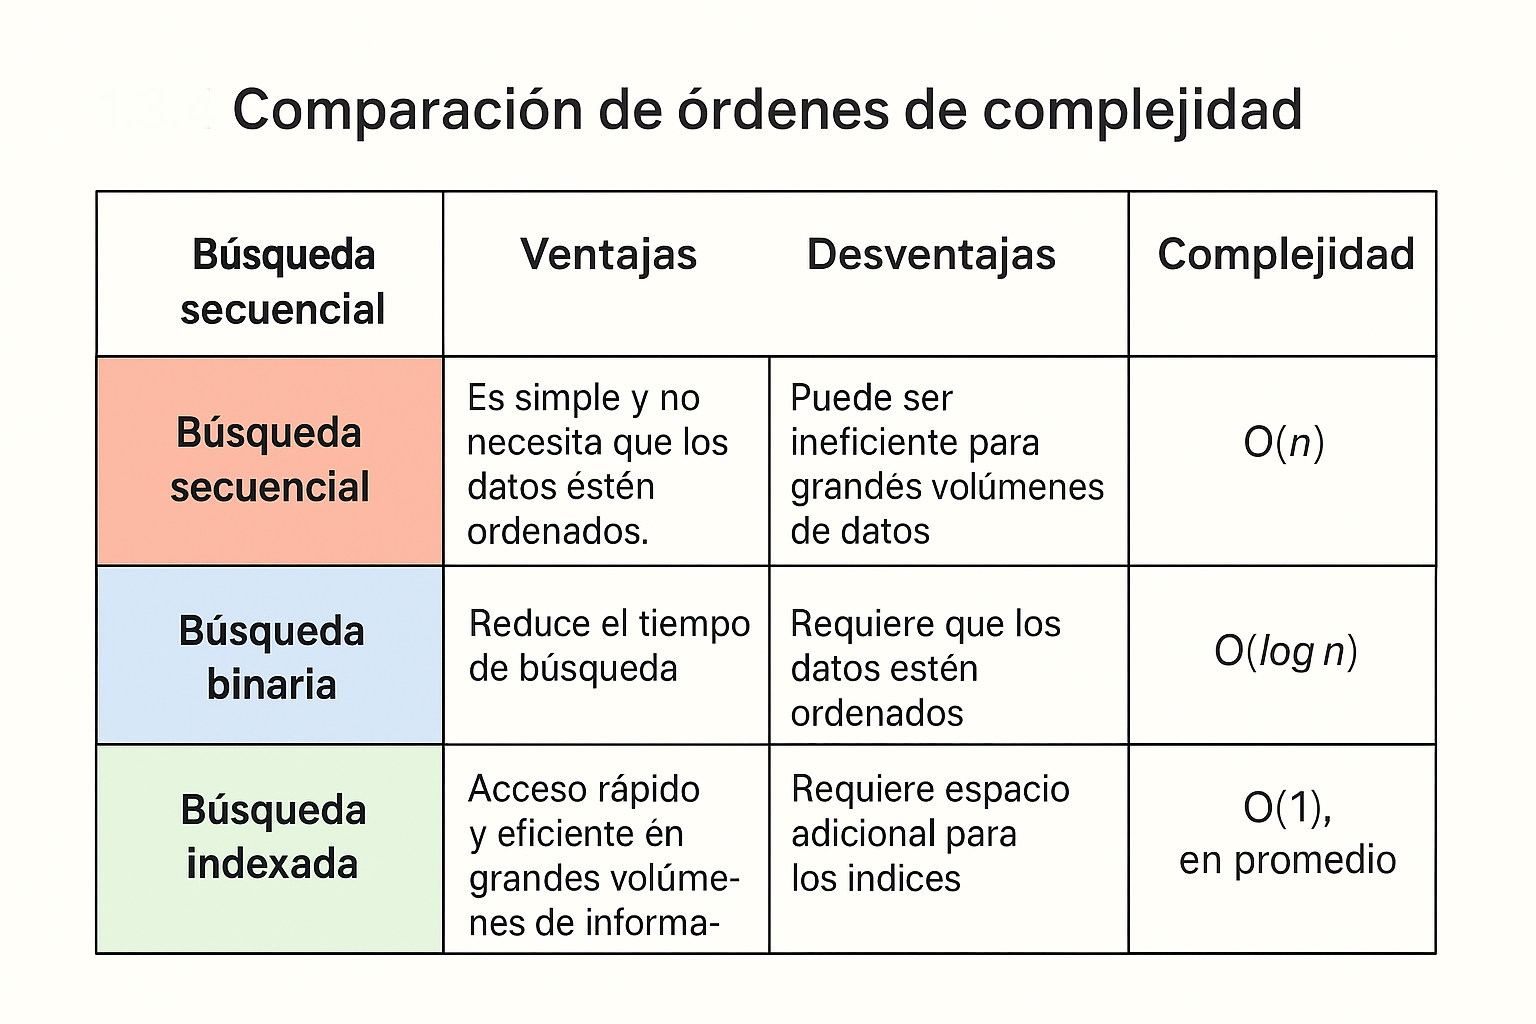 Comparación de órdenes de complejidad
Búsqueda
secuencial
Ventajas
Desventajas
Complejidad
Búsqueda
secuencial
Es simple y no
necesita que los
datos éstén
ordenados.
Puede ser
ineficiente para
grandés volúmenes
de datos
O(n)
Búsqueda
binaria
Reduce el tiempo
de búsqueda
Requiere que los
datos estén
ordenados
O(log n)
Búsqueda
indexada
Acceso rápido
y eficiente én
grandes volúme-
nes de informa-
Requiere espacio
adicional para
los indices
O(1),
en promedio